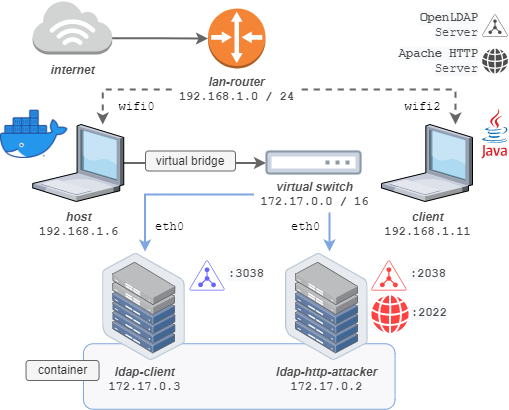 OpenLDAP
Server
Apache HTTP
Server
internet
lan-router
192.168.1.0 / 24
wifi0
wifi2
Java
virtual bridge
virtual switch
172.17.0.0 / 16
host
192.168.1.6
client
192.168.1.11
eth0
eth0
:3038
:2038
:2022
container
ldap-client
172.17.0.3
ldap-http-attacker
172.17.0.2